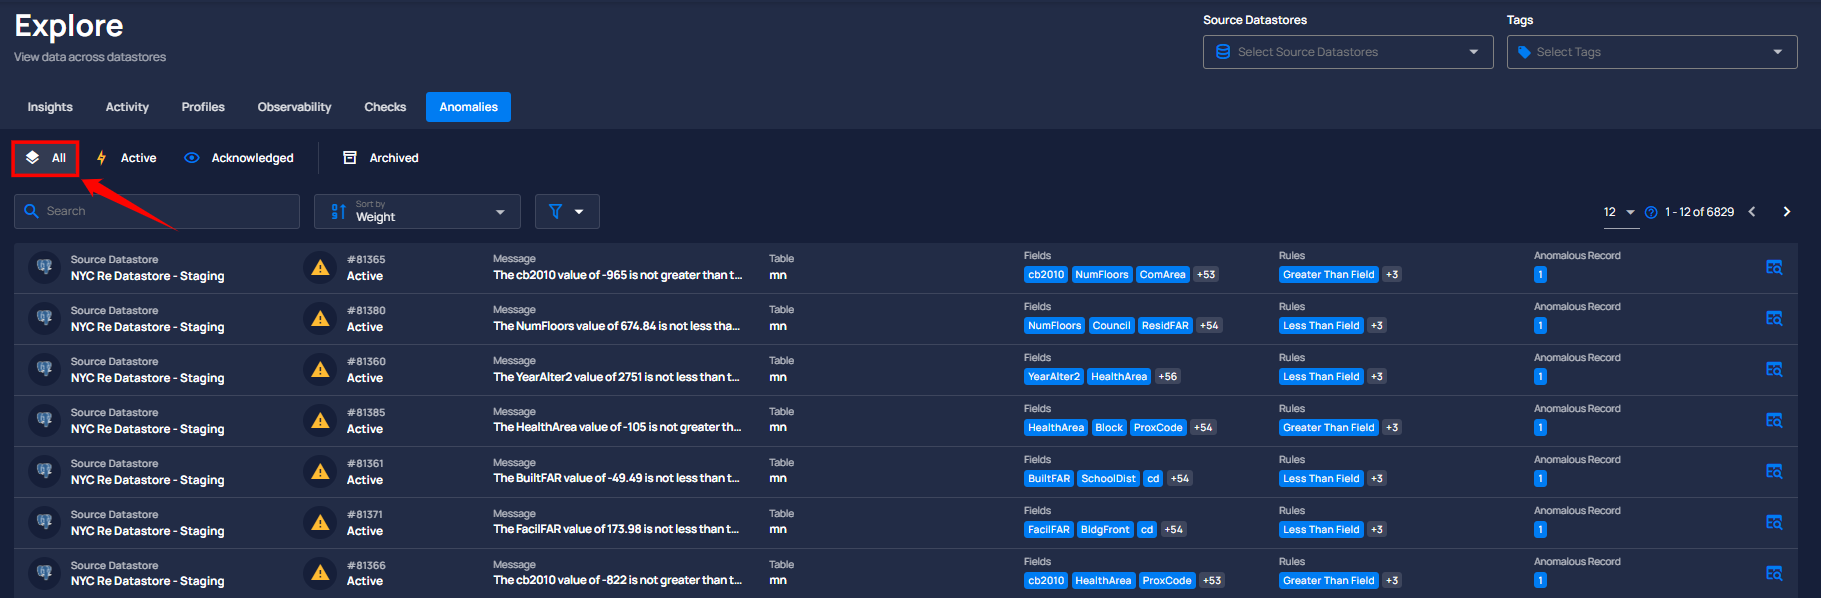 Explore
View data across datastores
Source Datastores
Select Source Datastores
Tags
Select Tags
Insights Activity Profiles Observability Checks Anomalies
All Active Acknowledged Archived
Search
Sort by
Weight
12 1 - 12 of 6829
Source Datastore #81365 Message Table Fields Rules Anomalous Record
NYC Re Datastore - Staging Active The cb2010 value of -965 is not greater than t... mn cb2010 NumFloors ComArea +53 Greater Than Field +3 1
Source Datastore #81380 Message Table Fields Rules Anomalous Record
NYC Re Datastore - Staging Active The NumFloors value of 674.84 is not less tha... mn NumFloors Council ResidFAR +54 Less Than Field +3 1
Source Datastore #81360 Message Table Fields Rules Anomalous Record
NYC Re Datastore - Staging Active The YearAlter2 value of 2751 is not less than t... mn YearAlter2 HealthArea +56 Less Than Field +3 1
Source Datastore #81385 Message Table Fields Rules Anomalous Record
NYC Re Datastore - Staging Active The HealthArea value of -105 is not greater th... mn HealthArea Block ProxCode +54 Greater Than Field +3 1
Source Datastore #81361 Message Table Fields Rules Anomalous Record
NYC Re Datastore - Staging Active The BuiltFAR value of -49.49 is not less than t... mn BuiltFAR SchoolDist cd +54 Less Than Field +3 1
Source Datastore #81371 Message Table Fields Rules Anomalous Record
NYC Re Datastore - Staging Active The FacilFAR value of 173.98 is not less than t... mn FacilFAR BldgFront cd +54 Less Than Field +3 1
Source Datastore #81366 Message Table Fields Rules Anomalous Record
NYC Re Datastore - Staging Active The cb2010 value of -822 is not greater than t... mn cb2010 HealthArea ProxCode +53 Greater Than Field +3 1